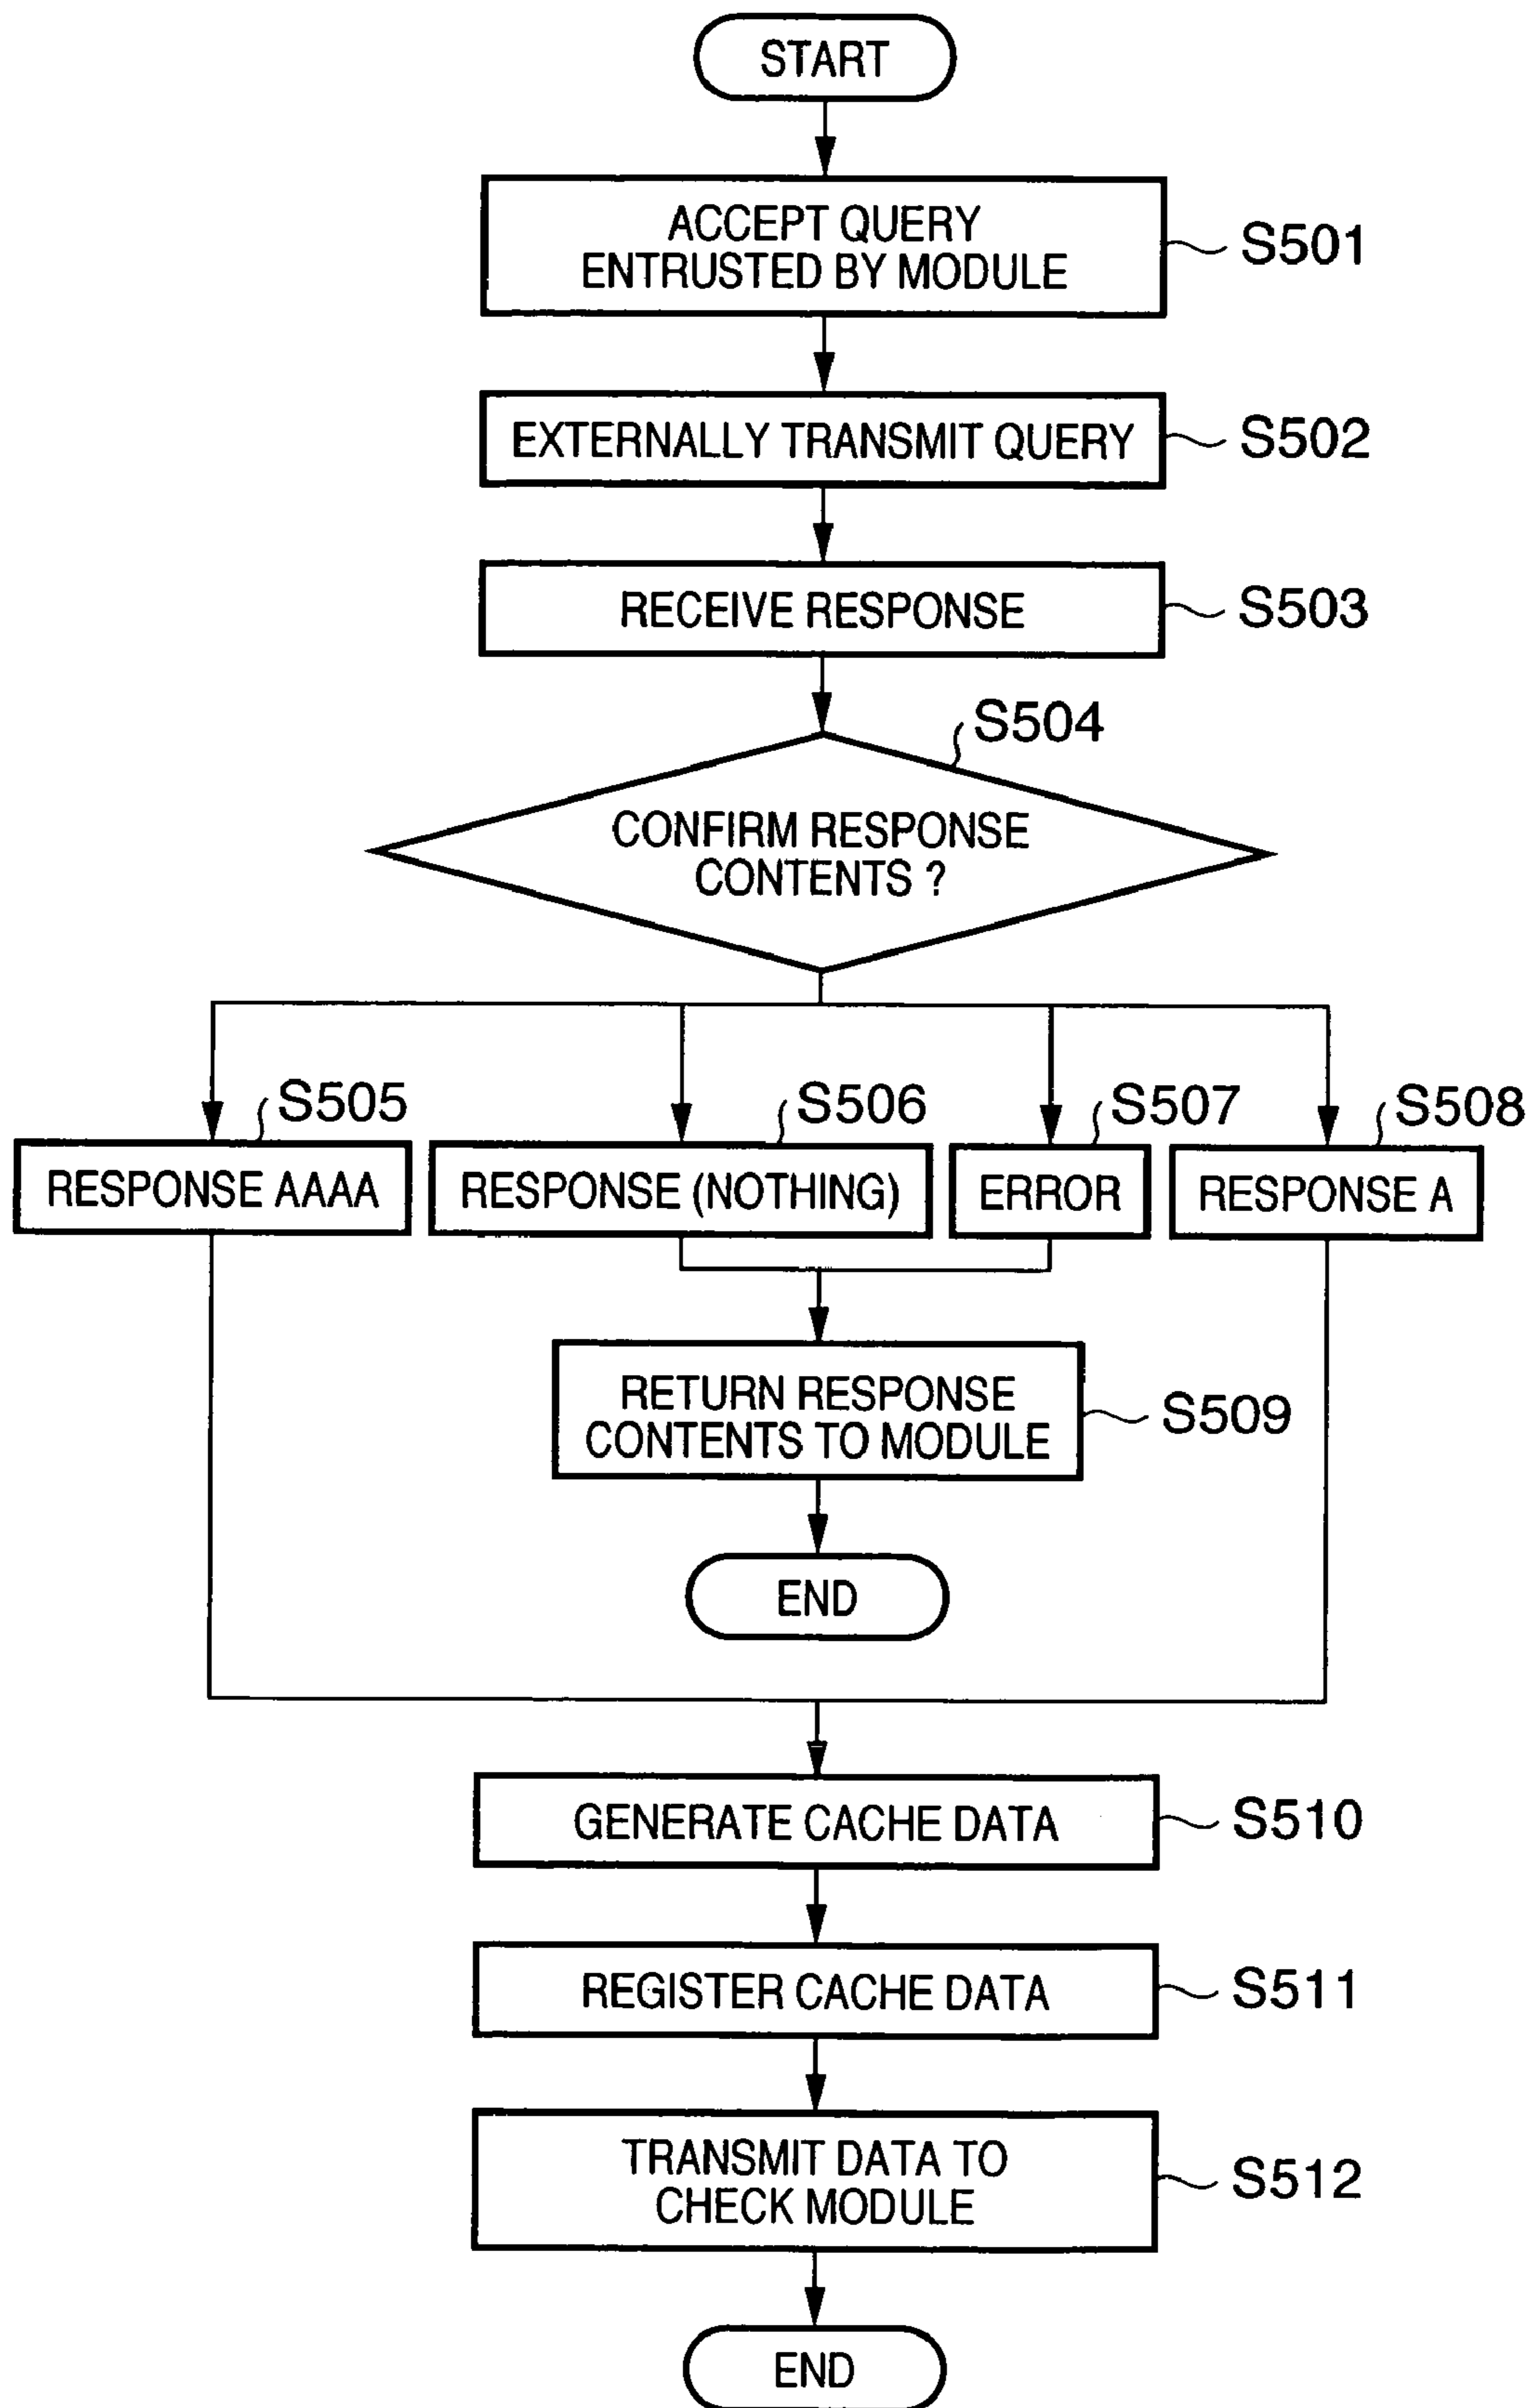 START
ACCEPT QUERY
ENTRUSTED BY MODULE
S501
EXTERNALLY TRANSMIT QUERY
S502
RECEIVE RESPONSE
S503
S504
CONFIRM RESPONSE
CONTENTS ?
S505
S506
S507
S508
RESPONSE AAAA
RESPONSE (NOTHING)
ERROR
RESPONSE A
RETURN RESPONSE
CONTENTS TO MODULE
S509
END
GENERATE CACHE DATA
S510
REGISTER CACHE DATA
S511
TRANSMIT DATA TO
CHECK MODULE
S512
END